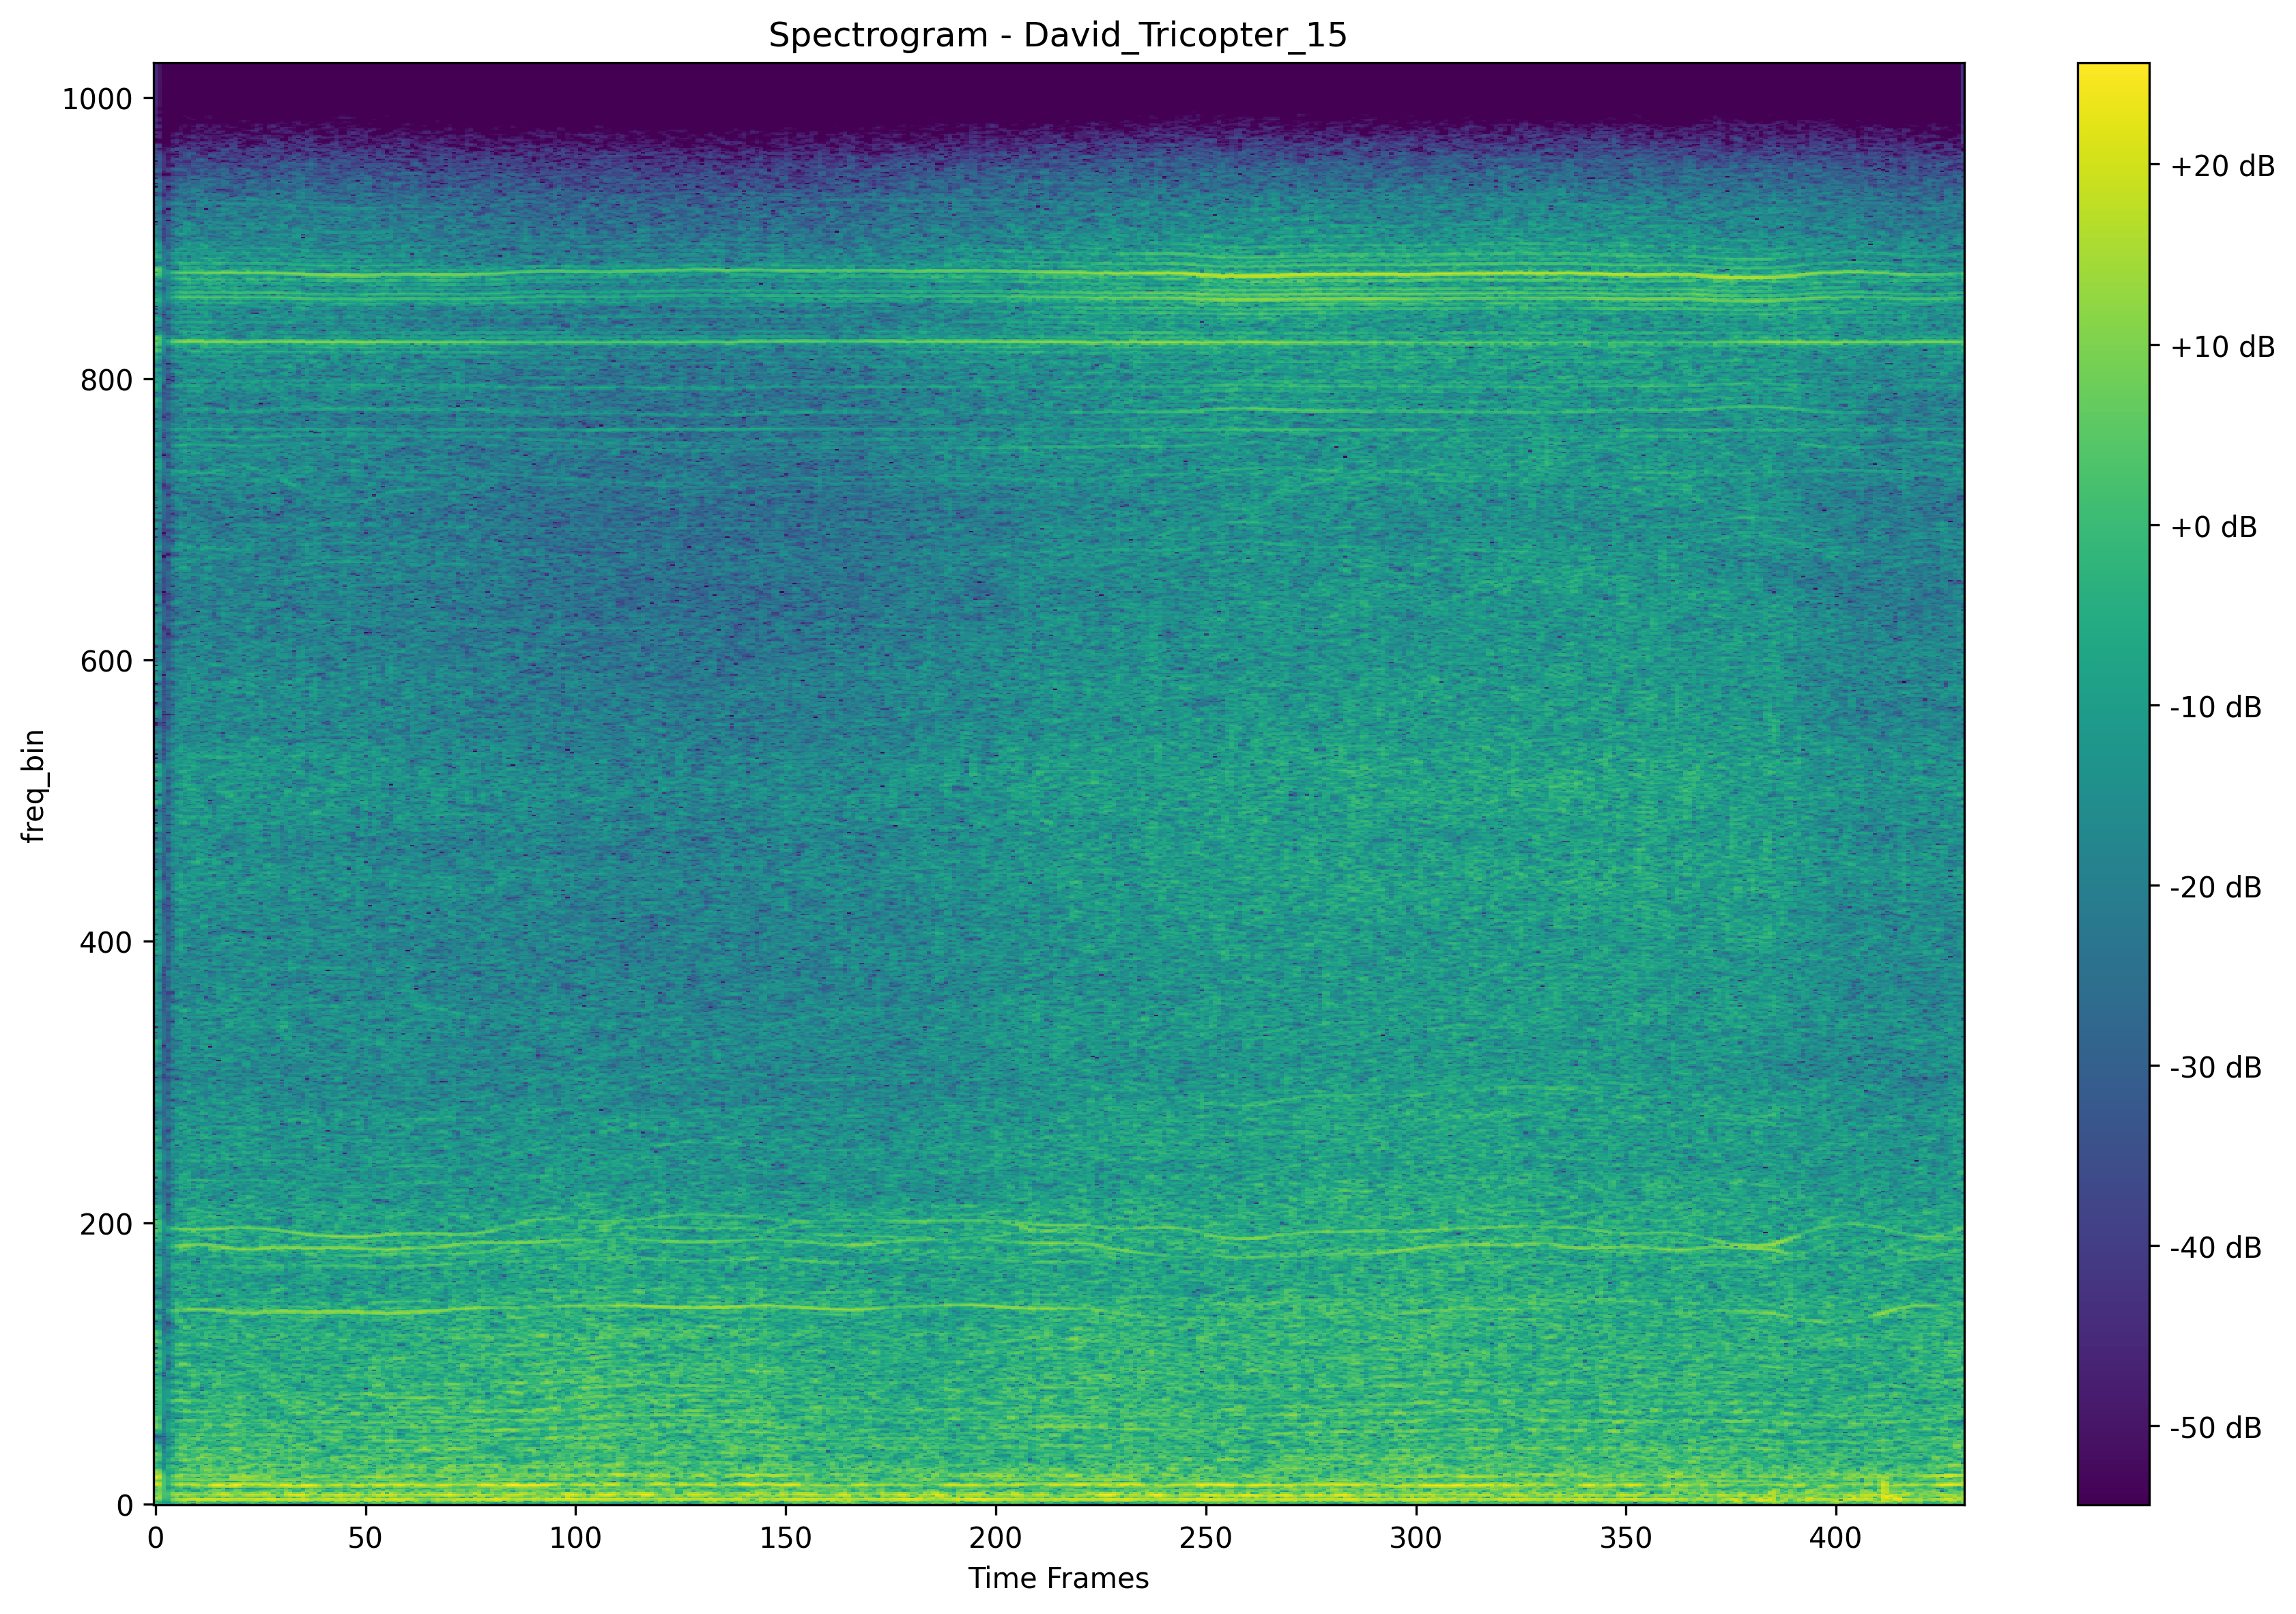 Spectrogram - David_Tricopter_15
1000
800
600
400
200
0
freq_bin
0 50 100 150 200 250 300 350 400
Time Frames
+20 dB
+10 dB
+0 dB
-10 dB
-20 dB
-30 dB
-40 dB
-50 dB